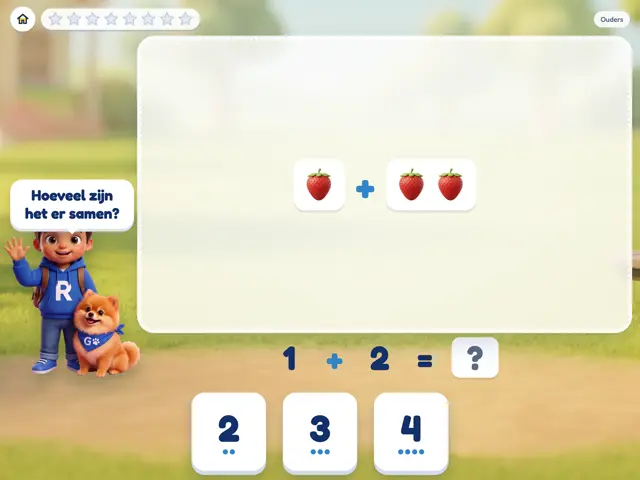 Ouders
Hoeveel zijn
het er samen?
R
G
1 + 2 = ?
2
3
4